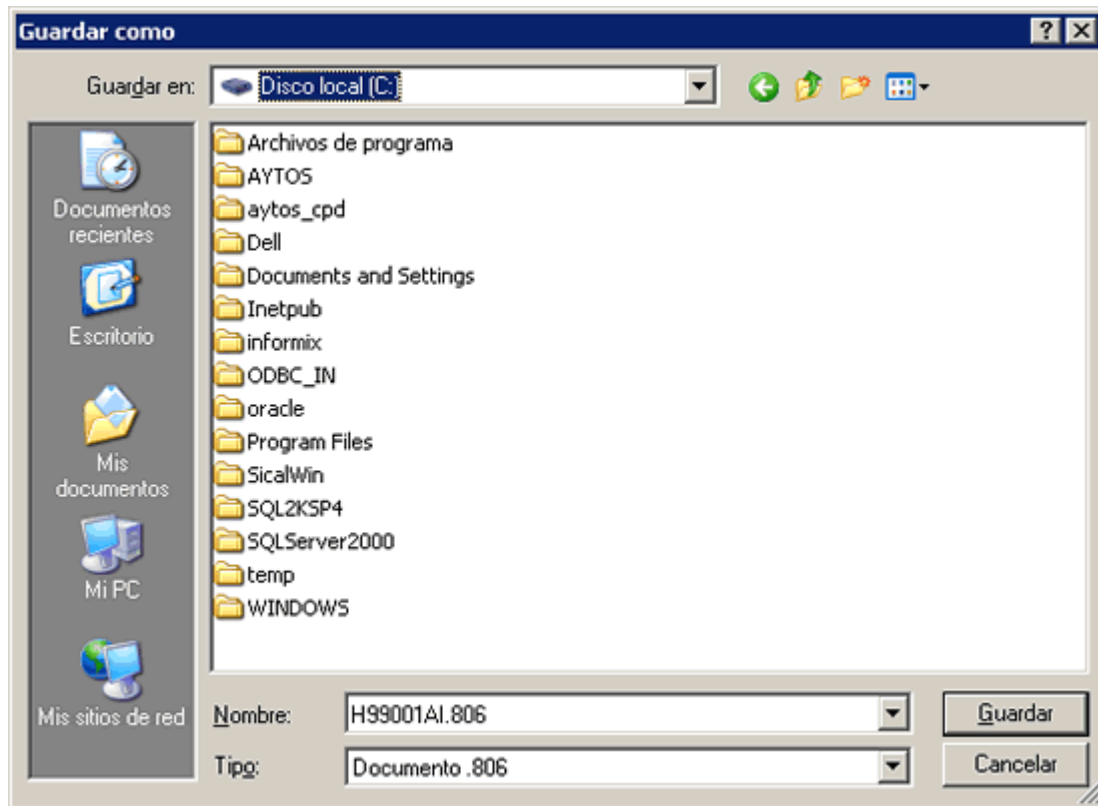 Guardar como
Guardar en:
Disco local (C:)
Documentos
recientes
Escritorio
Mis
documentos
Mi PC
Mis sitios de red
Archivos de programa
AYTOS
aytos_cpd
Dell
Documents and Settings
Inetpub
informix
ODBC_IN
oracle
Program Files
SicalWin
SQL2KSP4
SQLServer2000
temp
WINDOWS
Nombre:
H99001AI.806
Guardar
Tipo:
Documento .806
Cancelar